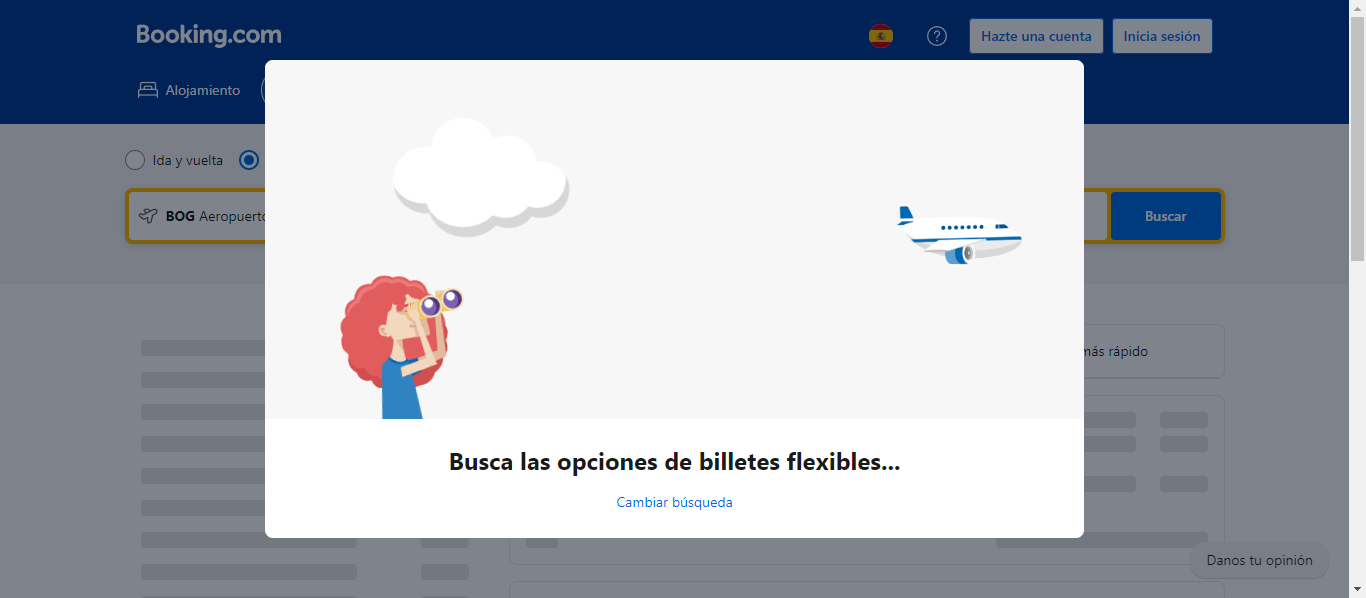 Booking.com
?
Hazte una cuenta
Inicia sesión
Alojamiento
Ida y vuelta
BOG Aeropuerto
Buscar
más rápido
Busca las opciones de billetes flexibles...
Cambiar búsqueda
Danos tu opinión